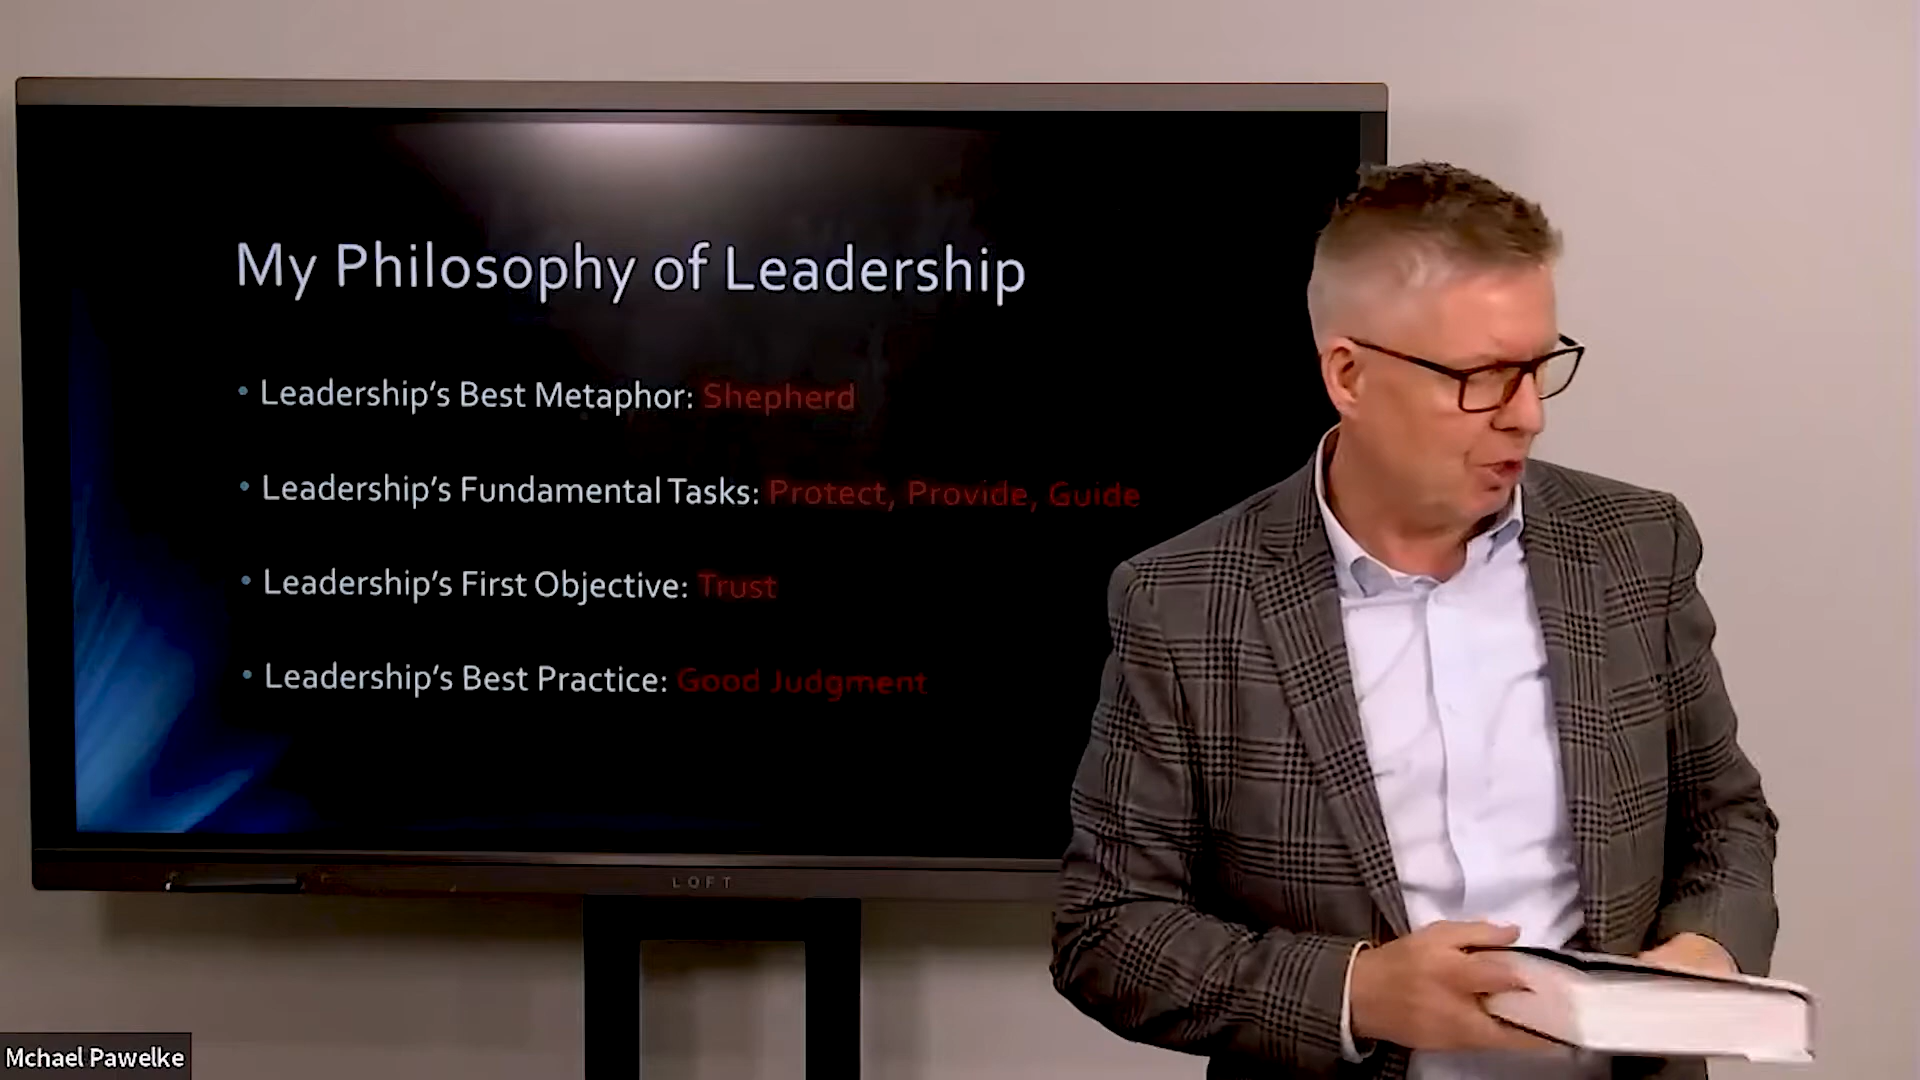 My Philosophy of Leadership
• Leadership’s Best Metaphor: Shepherd
• Leadership’s Fundamental Tasks: Protect, Provide, Guide
• Leadership’s First Objective: Trust
• Leadership’s Best Practice: Good Judgment
LOFT
Mchael Pawelke